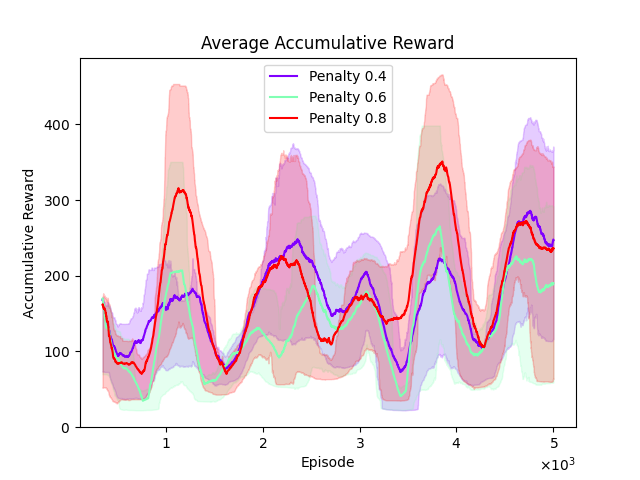 Average Accumulative Reward
Penalty 0.4
Penalty 0.6
Penalty 0.8
Accumulative Reward
400
300
200
100
0
1 2 3 4 5
Episode
×10³